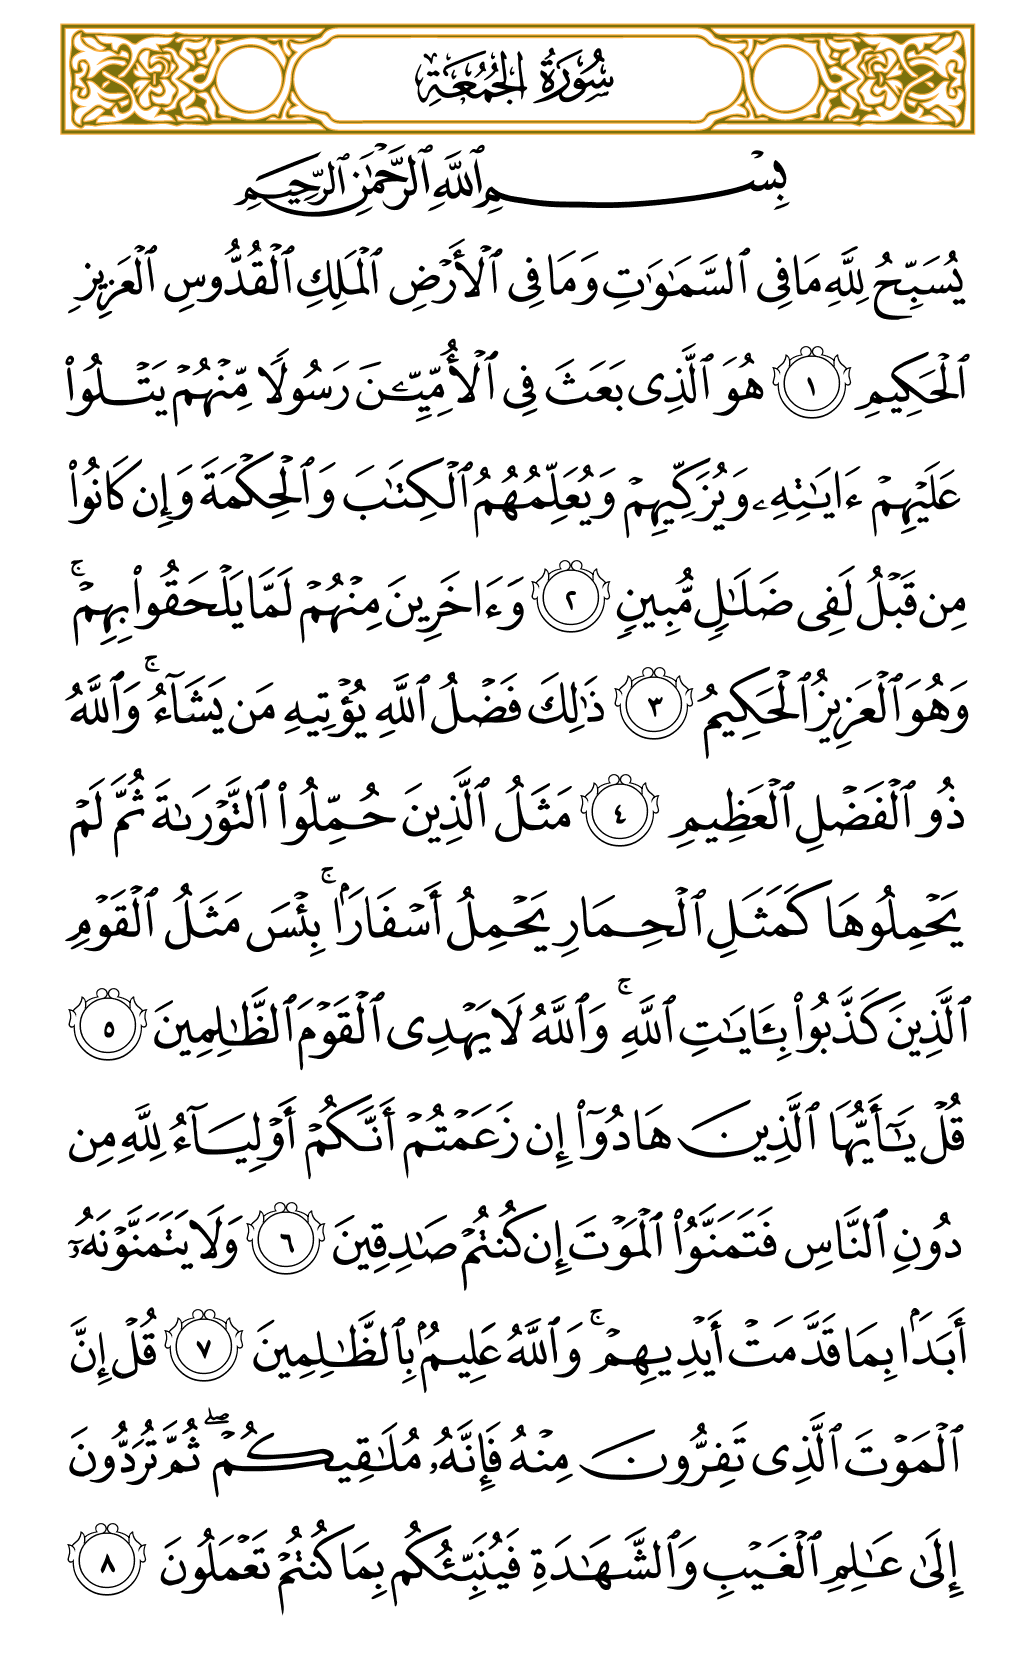 سُورَةُ الجُمُعَةِ
بِسۡمِ ٱللَّهِ ٱلرَّحۡمَٰنِ ٱلرَّحِيمِ
يُسَبِّحُ لِلَّهِ مَا فِي ٱلسَّمَٰوَٰتِ وَمَا فِي ٱلۡأَرۡضِ ٱلۡمَلِكِ ٱلۡقُدُّوسِ ٱلۡعَزِيزِ
ٱلۡحَكِيمِ ١ هُوَ ٱلَّذِي بَعَثَ فِي ٱلۡأُمِّيِّـۧنَ رَسُولٗا مِّنۡهُمۡ يَتۡلُواْ
عَلَيۡهِمۡ ءَايَٰتِهِۦ وَيُزَكِّيهِمۡ وَيُعَلِّمُهُمُ ٱلۡكِتَٰبَ وَٱلۡحِكۡمَةَ وَإِن كَانُواْ
مِن قَبۡلُ لَفِي ضَلَٰلٖ مُّبِينٖ ٢ وَءَاخَرِينَ مِنۡهُمۡ لَمَّا يَلۡحَقُواْ بِهِمۡۚ
وَهُوَ ٱلۡعَزِيزُ ٱلۡحَكِيمُ ٣ ذَٰلِكَ فَضۡلُ ٱللَّهِ يُؤۡتِيهِ مَن يَشَآءُۚ وَٱللَّهُ
ذُو ٱلۡفَضۡلِ ٱلۡعَظِيمِ ٤ مَثَلُ ٱلَّذِينَ حُمِّلُواْ ٱلتَّوۡرَىٰةَ ثُمَّ لَمۡ
يَحۡمِلُوهَا كَمَثَلِ ٱلۡحِمَارِ يَحۡمِلُ أَسۡفَارَۢاۚ بِئۡسَ مَثَلُ ٱلۡقَوۡمِ
ٱلَّذِينَ كَذَّبُواْ بِـَٔايَٰتِ ٱللَّهِۚ وَٱللَّهُ لَا يَهۡدِي ٱلۡقَوۡمَ ٱلظَّٰلِمِينَ ٥
قُلۡ يَٰٓأَيُّهَا ٱلَّذِينَ هَادُوٓاْ إِن زَعَمۡتُمۡ أَنَّكُمۡ أَوۡلِيَآءُ لِلَّهِ مِن
دُونِ ٱلنَّاسِ فَتَمَنَّوُاْ ٱلۡمَوۡتَ إِن كُنتُمۡ صَٰدِقِينَ ٦ وَلَا يَتَمَنَّوۡنَهُۥٓ
أَبَدَۢا بِمَا قَدَّمَتۡ أَيۡدِيهِمۡۚ وَٱللَّهُ عَلِيمُۢ بِٱلظَّٰلِمِينَ ٧ قُلۡ إِنَّ
ٱلۡمَوۡتَ ٱلَّذِي تَفِرُّونَ مِنۡهُ فَإِنَّهُۥ مُلَٰقِيكُمۡۖ ثُمَّ تُرَدُّونَ
إِلَىٰ عَٰلِمِ ٱلۡغَيۡبِ وَٱلشَّهَٰدَةِ فَيُنَبِّئُكُم بِمَا كُنتُمۡ تَعۡمَلُونَ ٨